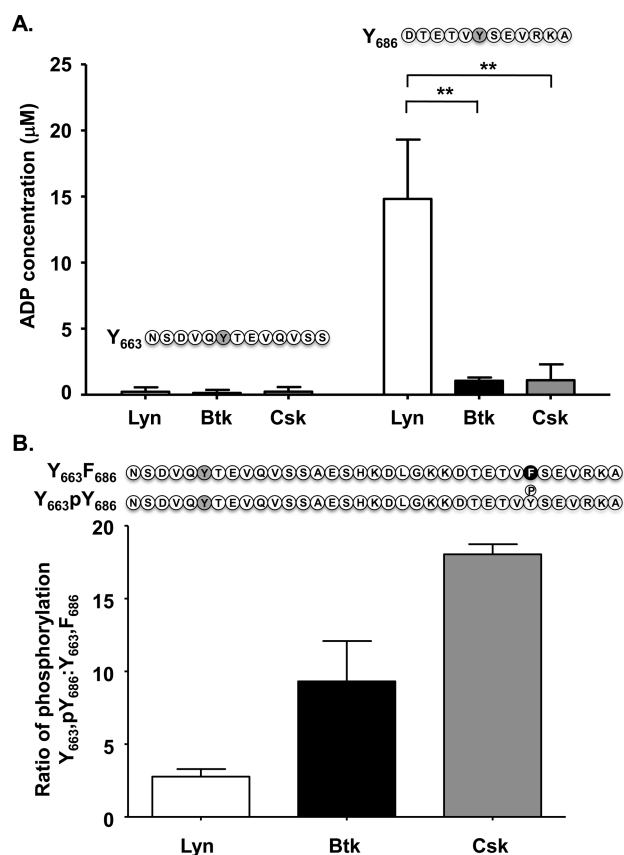 A.
Y686 DTETVYSEVRKA
** **
ADP concentration (µM)
25
20
15
10
5
0
Y663 NSDVQYTEVQVSS
Lyn Btk Csk Lyn Btk Csk
B.
Y663F686 NSDVQYTEVQVSSAESHKDLGKKDTETVFSEVRKA
P
Y663pY686 NSDVQYTEVQVSSAESHKDLGKKDTETVYSEVRKA
Ratio of phosphorylation
Y663,pY686:Y663,F686
20
15
10
5
0
Lyn Btk Csk